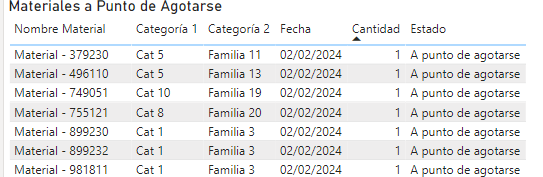 Materiales a Punto de Agotarse
Nombre Material Categoría 1 Categoría 2 Fecha Cantidad Estado
Material - 379230 Cat 5 Familia 11 02/02/2024 1 A punto de agotarse
Material - 496110 Cat 5 Familia 13 02/02/2024 1 A punto de agotarse
Material - 749051 Cat 10 Familia 19 02/02/2024 1 A punto de agotarse
Material - 755121 Cat 8 Familia 20 02/02/2024 1 A punto de agotarse
Material - 899230 Cat 1 Familia 3 02/02/2024 1 A punto de agotarse
Material - 899232 Cat 1 Familia 3 02/02/2024 1 A punto de agotarse
Material - 981811 Cat 1 Familia 3 02/02/2024 1 A punto de agotarse